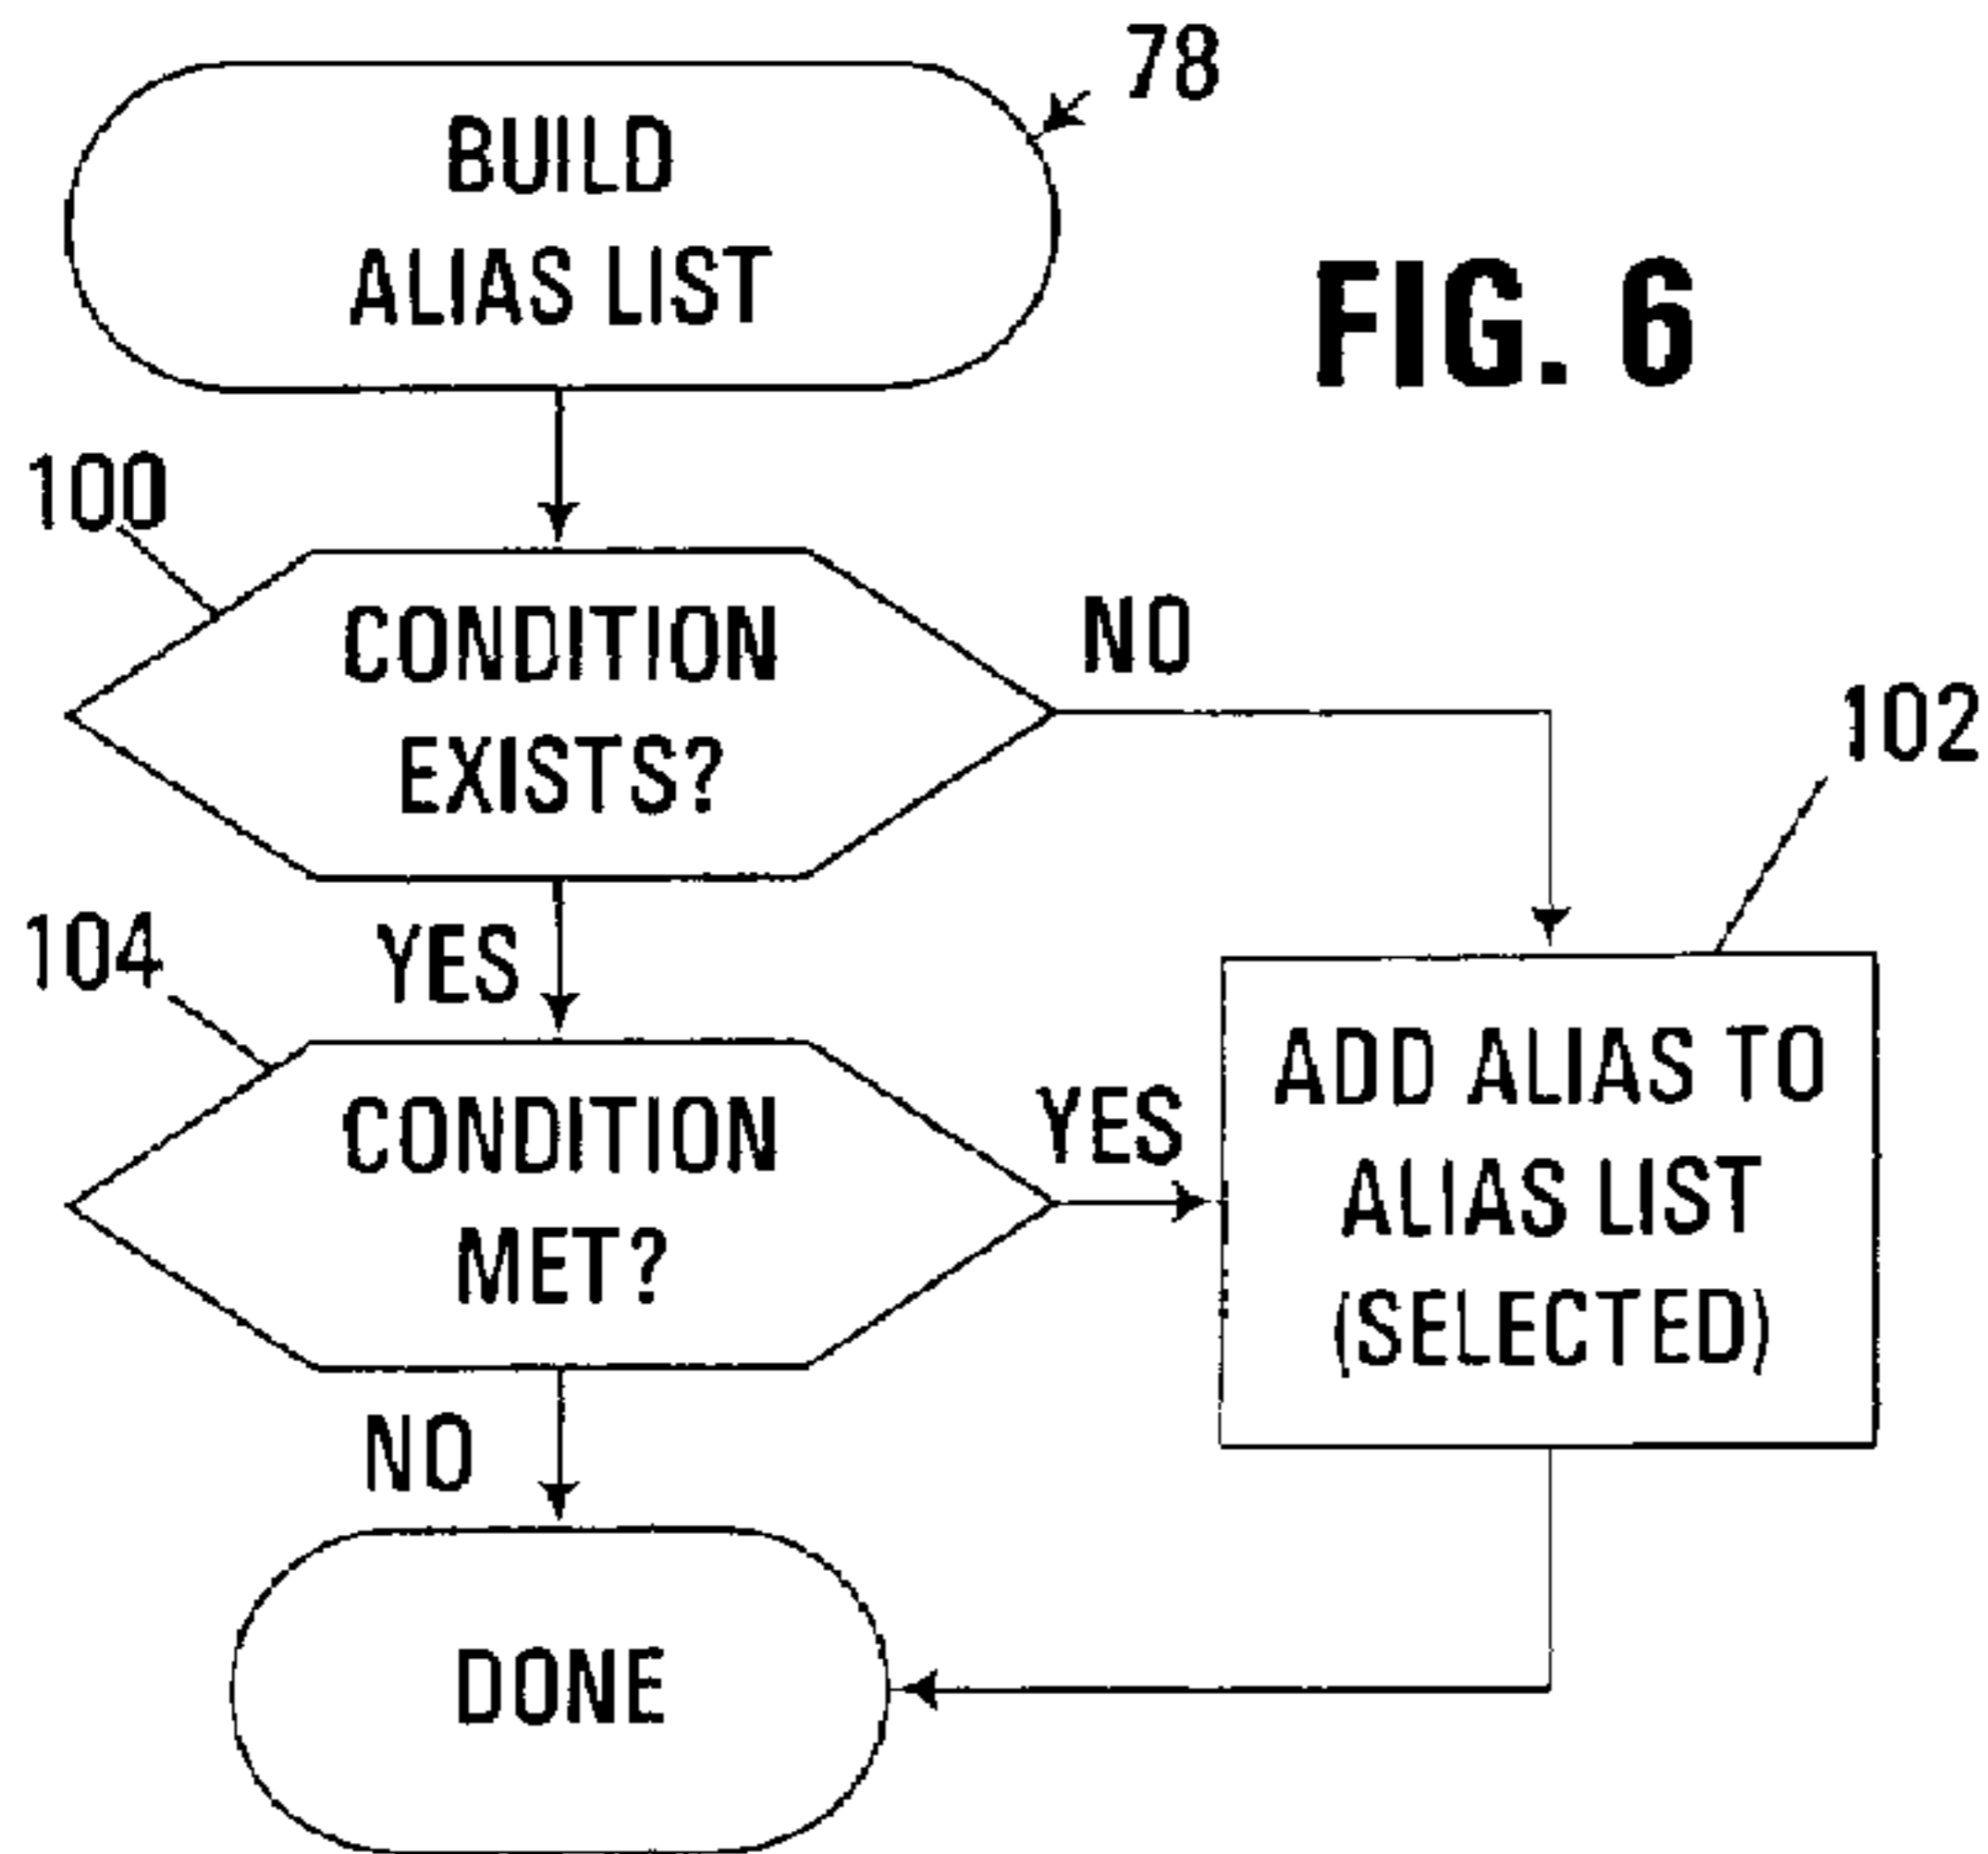 78
BUILD
ALIAS LIST
FIG. 6
100
CONDITION
EXISTS?
NO
102
YES
104
CONDITION
MET?
YES
ADD ALIAS TO
ALIAS LIST
(SELECTED)
NO
DONE